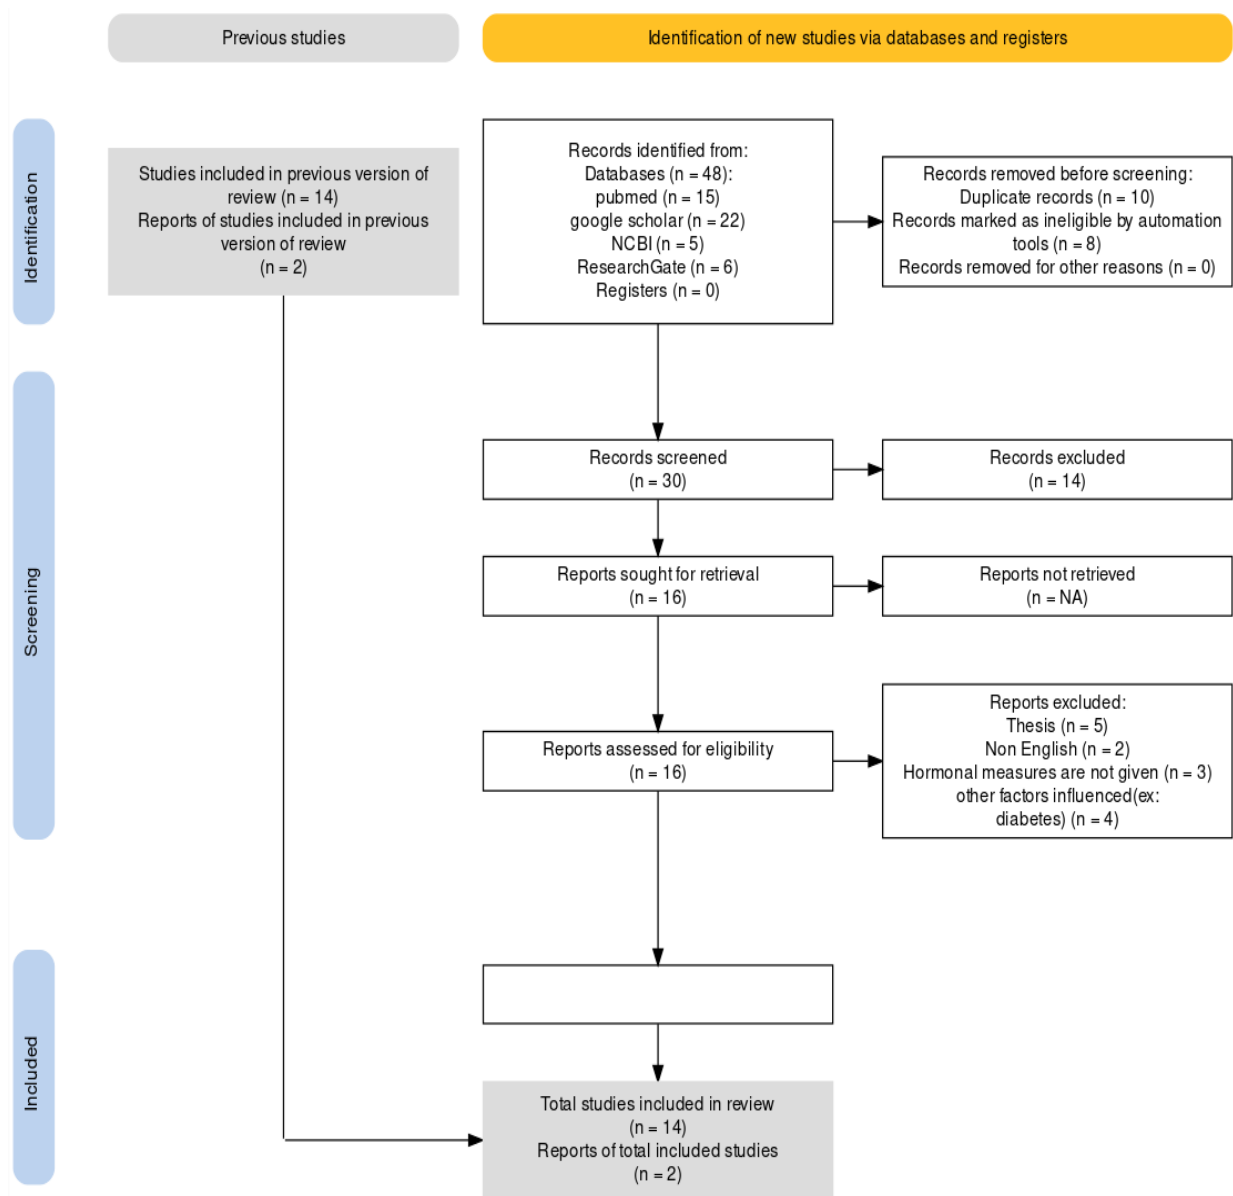 Previous studies
Identification of new studies via databases and registers
Identification
Studies included in previous version of
review (n = 14)
Reports of studies included in previous
version of review
(n = 2)
Records identified from:
Databases (n = 48):
pubmed (n = 15)
google scholar (n = 22)
NCBI (n = 5)
ResearchGate (n = 6)
Registers (n = 0)
Records removed before screening:
Duplicate records (n = 10)
Records marked as ineligible by automation
tools (n = 8)
Records removed for other reasons (n = 0)
Screening
Records screened
(n = 30)
Records excluded
(n = 14)
Reports sought for retrieval
(n = 16)
Reports not retrieved
(n = NA)
Reports assessed for eligibility
(n = 16)
Reports excluded:
Thesis (n = 5)
Non English (n = 2)
Hormonal measures are not given (n = 3)
other factors influenced(ex:
diabetes) (n = 4)
Included
Total studies included in review
(n = 14)
Reports of total included studies
(n = 2)